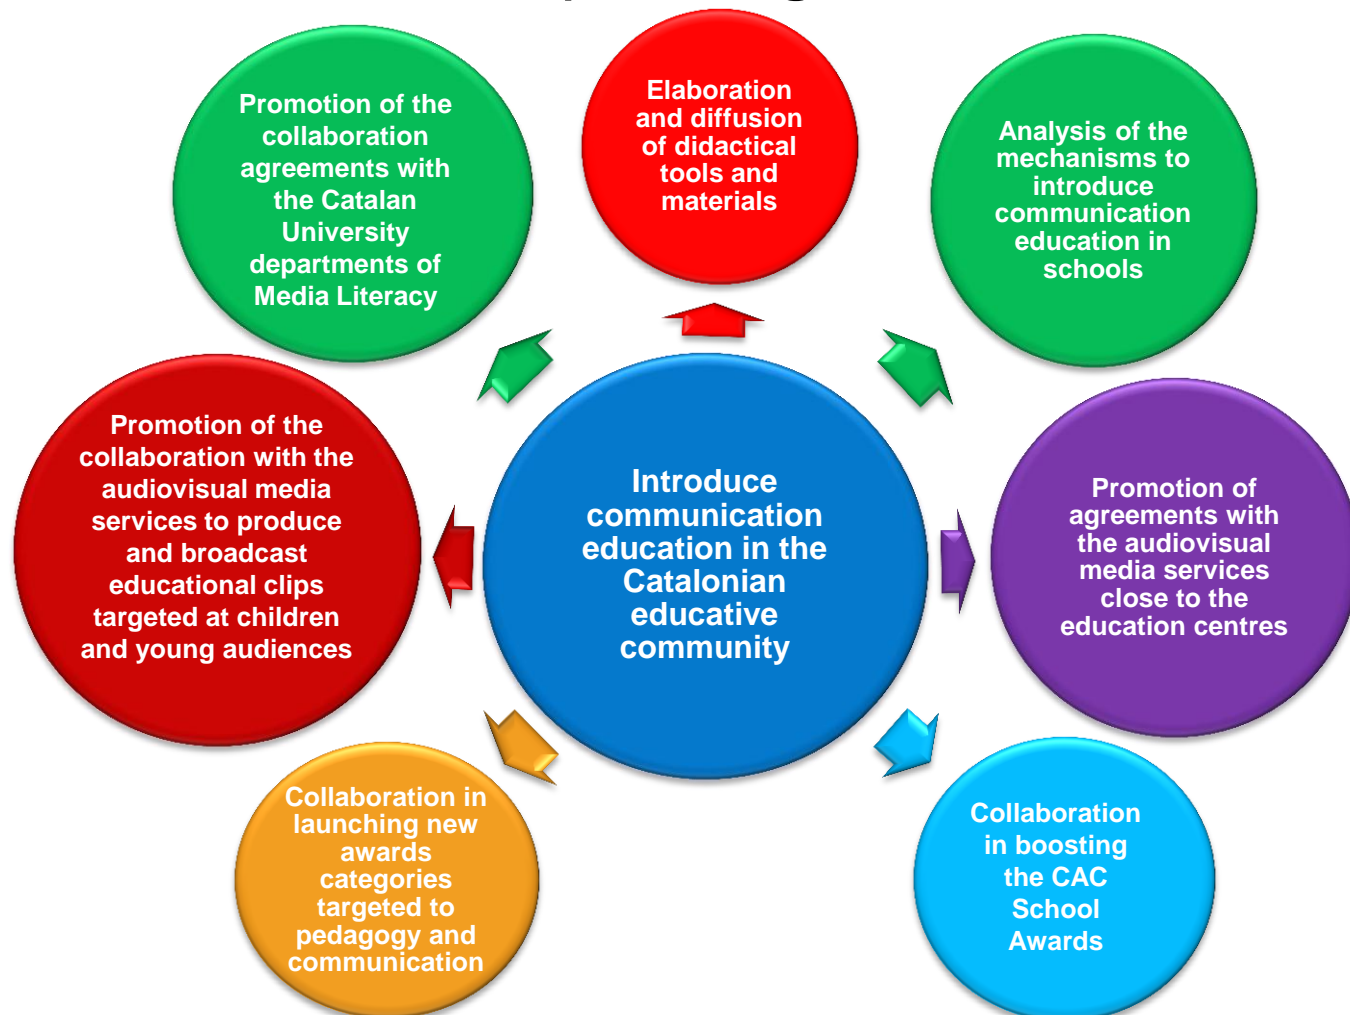 Elaboration
and diffusion
of didactical
tools and
materials
Analysis of the
mechanisms to
introduce
communication
education in
schools
Promotion of
agreements with
the audiovisual
media services
close to the
education centres
Collaboration
in boosting
the CAC
School
Awards
Collaboration in
launching new
awards
categories
targeted to
pedagogy and
communication
Promotion of the
collaboration with the
audiovisual media
services to produce
and broadcast
educational clips
targeted at children
and young audiences
Promotion of the
collaboration
agreements with
the Catalan
University
departments of
Media Literacy
Introduce
communication
education in the
Catalonian
educative
community